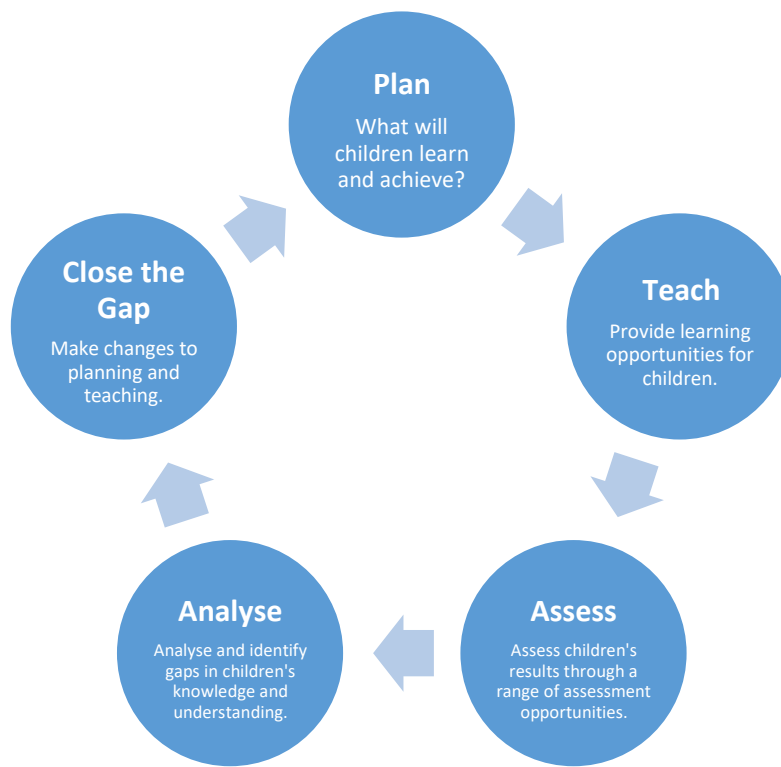 Plan
What will
children learn
and achieve?
Teach
Provide learning
opportunities for
children.
Assess
Assess children's
results through a
range of assessment
opportunities.
Analyse
Analyse and identify
gaps in children's
knowledge and
understanding.
Close the
Gap
Make changes to
planning and
teaching.